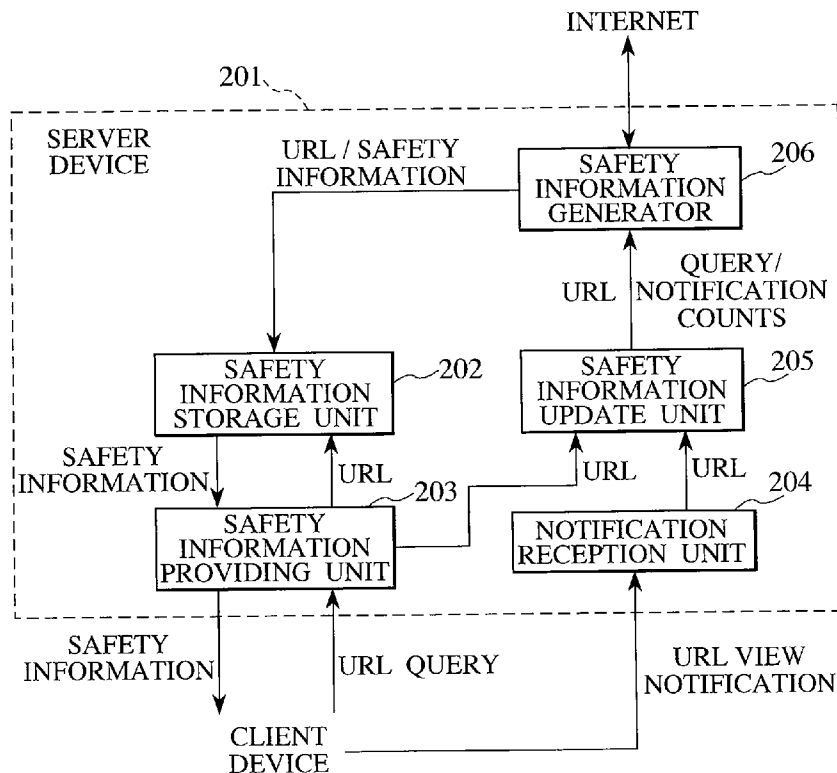 INTERNET
201
SERVER
DEVICE
URL / SAFETY
INFORMATION
SAFETY
INFORMATION
GENERATOR
206
URL
QUERY/
NOTIFICATION
COUNTS
SAFETY
INFORMATION
STORAGE UNIT
202
SAFETY
INFORMATION
UPDATE UNIT
205
SAFETY
INFORMATION
URL
203
URL
URL
204
SAFETY
INFORMATION
PROVIDING UNIT
NOTIFICATION
RECEPTION UNIT
SAFETY
INFORMATION
URL QUERY
URL VIEW
NOTIFICATION
CLIENT
DEVICE